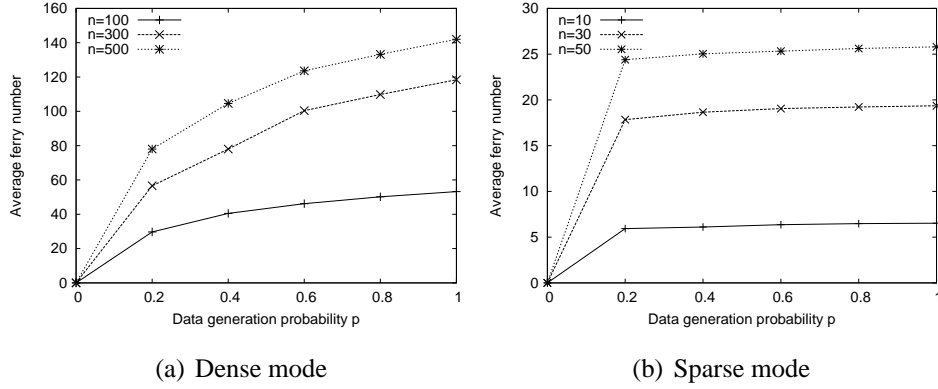 160
140
120
100
80
60
40
20
0
Average ferry number
n=100
n=300
n=500
0 0.2 0.4 0.6 0.8 1
Data generation probability p
(a) Dense mode
30
25
20
15
10
5
0
Average ferry number
n=10
n=30
n=50
0 0.2 0.4 0.6 0.8 1
Data generation probability p
(b) Sparse mode